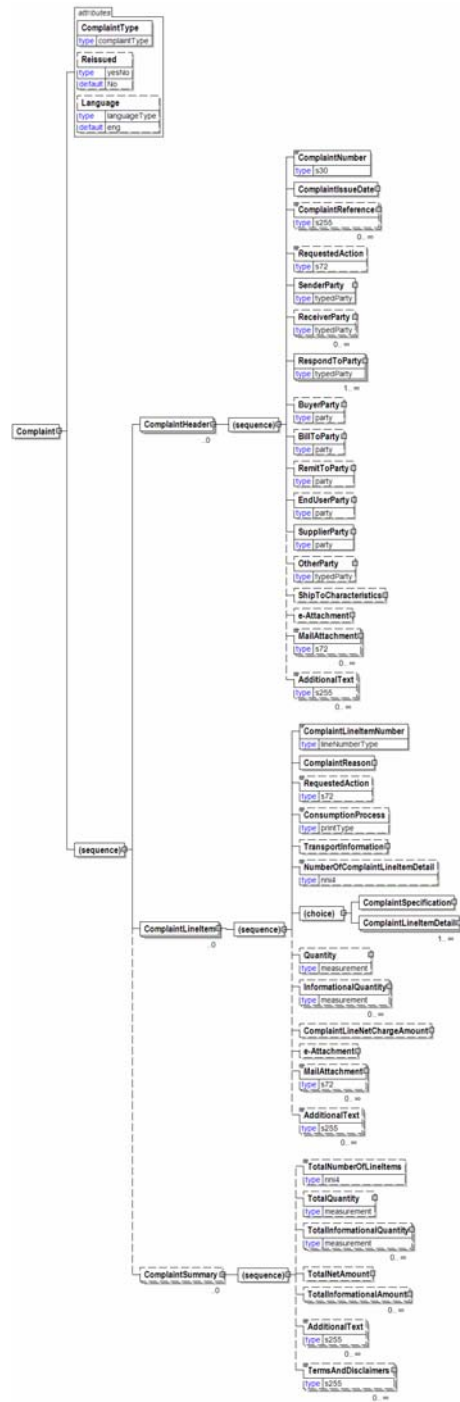 attributes
ComplaintType
type complaintType
Reissued
type yesNo
default No
Language
type languageType
default eng
Complaint
(sequence)
ComplaintHeader
..0
(sequence)
ComplaintNumber
type s30
ComplaintIssueDate
ComplaintReference
type s255
0.. ∞
RequestedAction
type s72
SenderParty
type typedParty
ReceiverParty
type typedParty
0.. ∞
RespondToParty
type typedParty
1.. ∞
BuyerParty
type party
BillToParty
type party
RemitToParty
type party
EndUserParty
type party
SupplierParty
type party
OtherParty
type typedParty
ShipToCharacteristics
e-Attachment
MailAttachment
type s72
0.. ∞
AdditionalText
type s255
0.. ∞
ComplaintLineItem
..0
(sequence)
ComplaintLineItemNumber
type lineNumberType
ComplaintReason
RequestedAction
type s72
ConsumptionProcess
type printType
TransportInformation
NumberOfComplaintLineItemDetail
type nni4
(choice)
ComplaintSpecification
ComplaintLineItemDetail
1.. ∞
Quantity
type measurement
InformationalQuantity
type measurement
0.. ∞
ComplaintLineNetChargeAmount
e-Attachment
MailAttachment
type s72
0.. ∞
AdditionalText
type s255
0.. ∞
ComplaintSummary
..0
(sequence)
TotalNumberOfLineItems
type nni4
TotalQuantity
type measurement
TotalInformationalQuantity
type measurement
0.. ∞
TotalNetAmount
TotalInformationalAmount
0.. ∞
AdditionalText
type s255
0.. ∞
TermsAndDisclaimers
type s255
0.. ∞